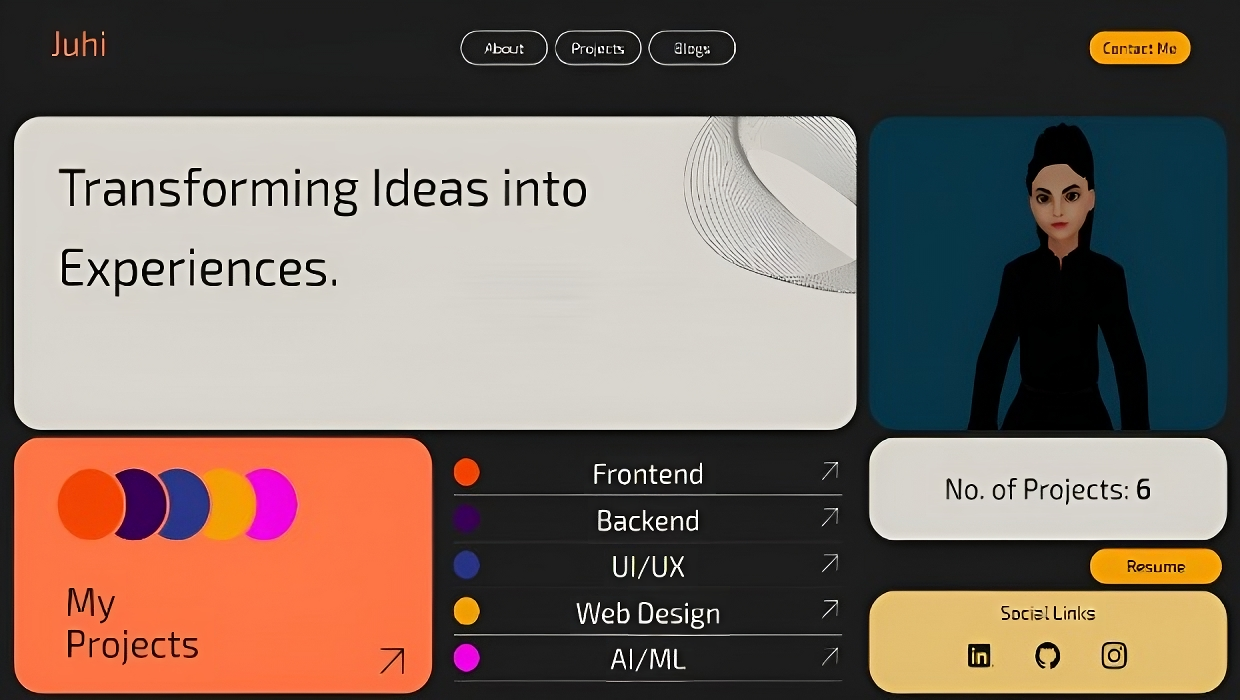 Juhi
About
Projects
Blogs
Contact Me
Transforming Ideas into
Experiences.
My
Projects
Frontend
Backend
UI/UX
Web Design
AI/ML
No. of Projects: 6
Resume
Social Links
in